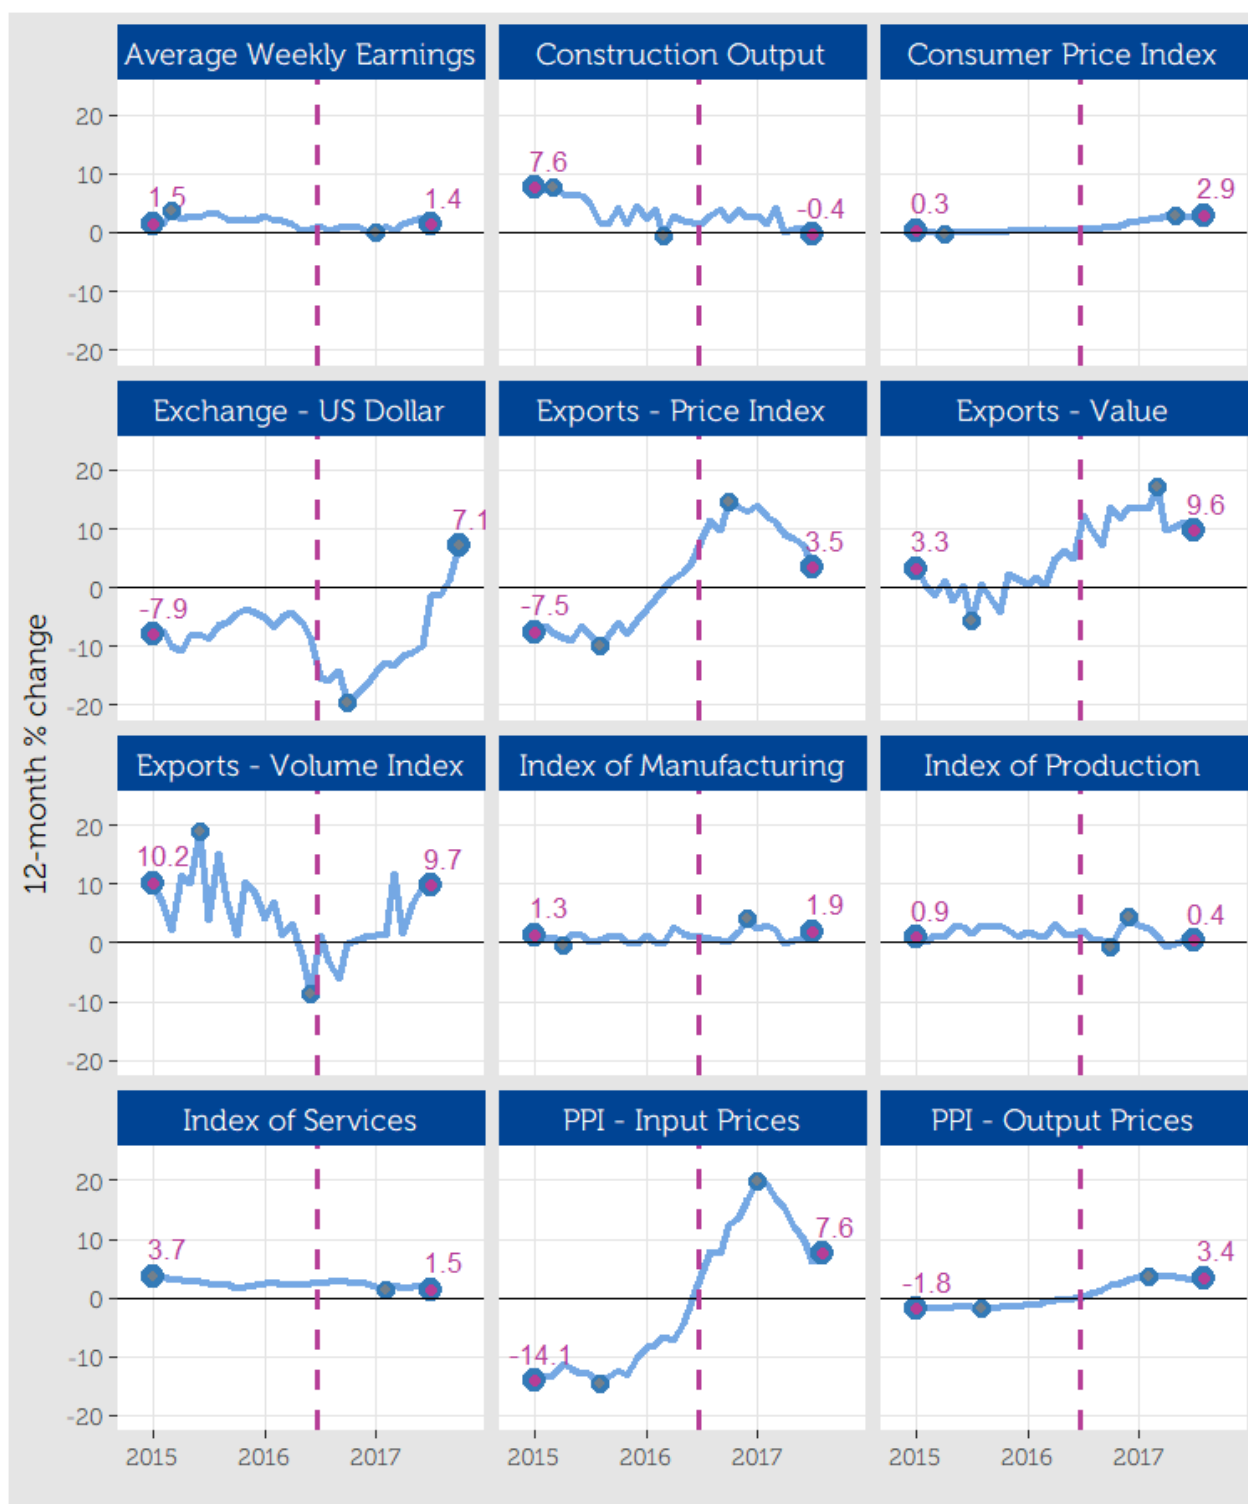 Average Weekly Earnings
Construction Output
Consumer Price Index
20
10
0
-10
-20
1.5
1.4
7.6
-0.4
0.3
2.9
Exchange - US Dollar
Exports - Price Index
Exports - Value
20
10
0
-10
-20
-7.9
7.1
-7.5
3.5
3.3
9.6
12-month % change
Exports - Volume Index
Index of Manufacturing
Index of Production
20
10
0
-10
-20
10.2
9.7
1.3
1.9
0.9
0.4
Index of Services
PPI - Input Prices
PPI - Output Prices
20
10
0
-10
-20
3.7
1.5
-14.1
7.6
-1.8
3.4
2015 2016 2017
2015 2016 2017
2015 2016 2017